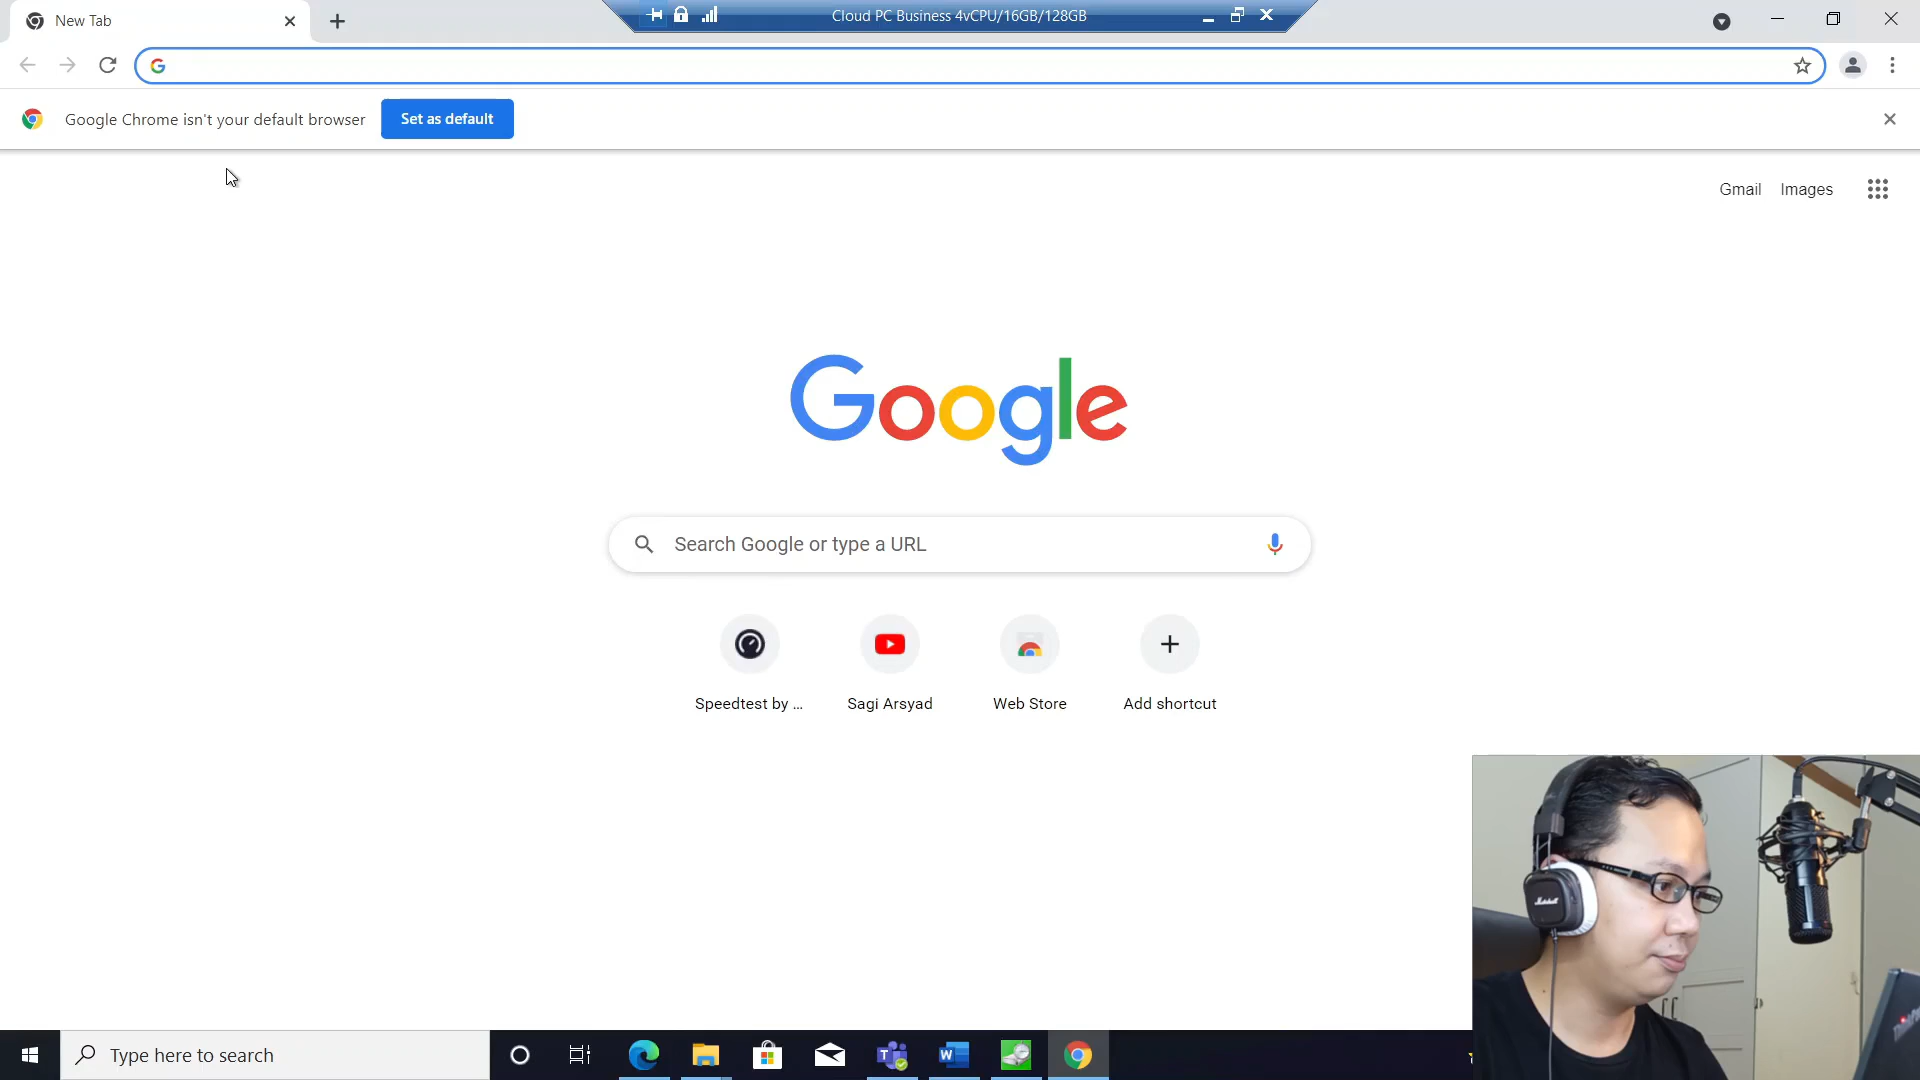 New Tab
Cloud PC Business 4vCPU/16GB/128GB
Google Chrome isn't your default browser
Set as default
Gmail
Images
Google
Search Google or type a URL
Speedtest by ...
Sagi Arsyad
Web Store
Add shortcut
Marshall
Type here to search